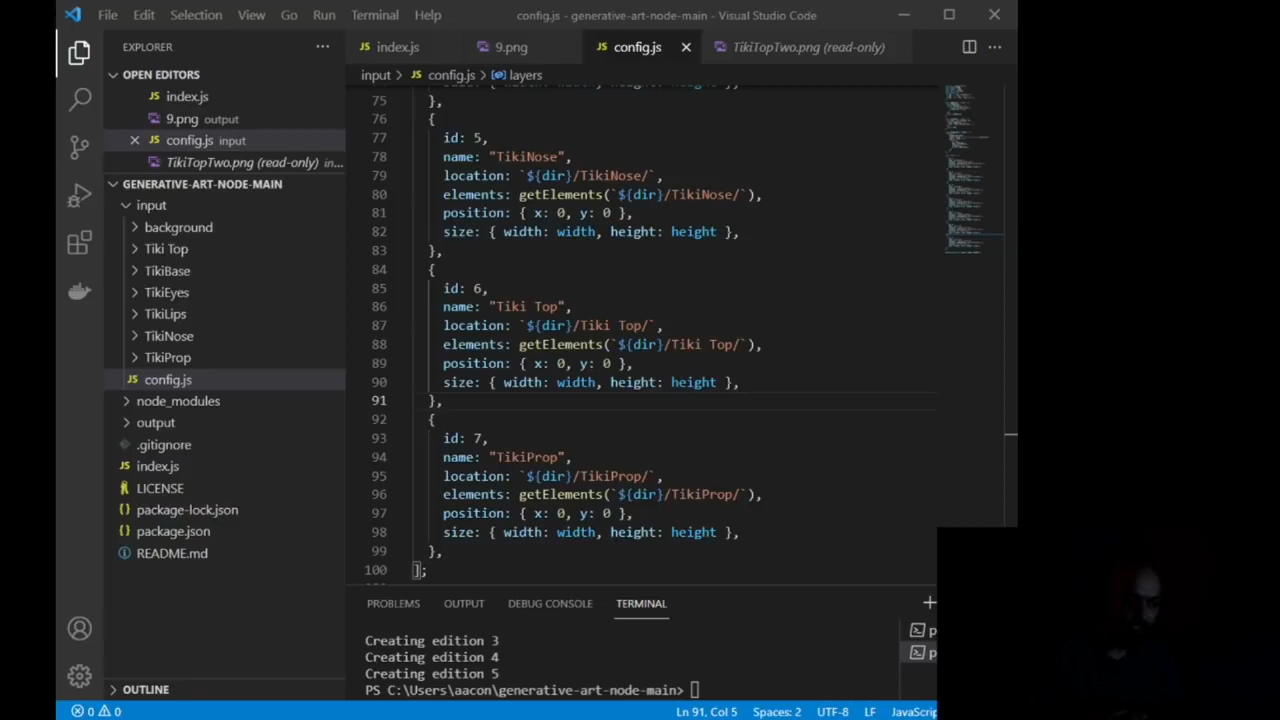 File Edit Selection View Go Run Terminal Help config.js - generative-art-node-main - Visual Studio Code
EXPLORER
OPEN EDITORS
JS index.js
9.png output
JS config.js input
TikiTopTwo.png (read-only) in...
GENERATIVE-ART-NODE-MAIN
input
background
Tiki Top
TikiBase
TikiEyes
TikiLips
TikiNose
TikiProp
JS config.js
node_modules
output
.gitignore
JS index.js
LICENSE
package-lock.json
package.json
README.md
OUTLINE
JS index.js 9.png JS config.js TikiTopTwo.png (read-only)
input > JS config.js > layers
75 },
76 {
77 id: 5,
78 name: "TikiNose",
79 location: `${dir}/TikiNose/`,
80 elements: getElements(`${dir}/TikiNose/`),
81 position: { x: 0, y: 0 },
82 size: { width: width, height: height },
83 },
84 {
85 id: 6,
86 name: "Tiki Top",
87 location: `${dir}/Tiki Top/`,
88 elements: getElements(`${dir}/Tiki Top/`),
89 position: { x: 0, y: 0 },
90 size: { width: width, height: height },
91 },
92 {
93 id: 7,
94 name: "TikiProp",
95 location: `${dir}/TikiProp/`,
96 elements: getElements(`${dir}/TikiProp/`),
97 position: { x: 0, y: 0 },
98 size: { width: width, height: height },
99 },
100 ];
PROBLEMS OUTPUT DEBUG CONSOLE TERMINAL
Creating edition 3
Creating edition 4
Creating edition 5
PS C:\Users\aacon\generative-art-node-main>
p
p
0 0 Ln 91, Col 5 Spaces: 2 UTF-8 LF JavaScrip